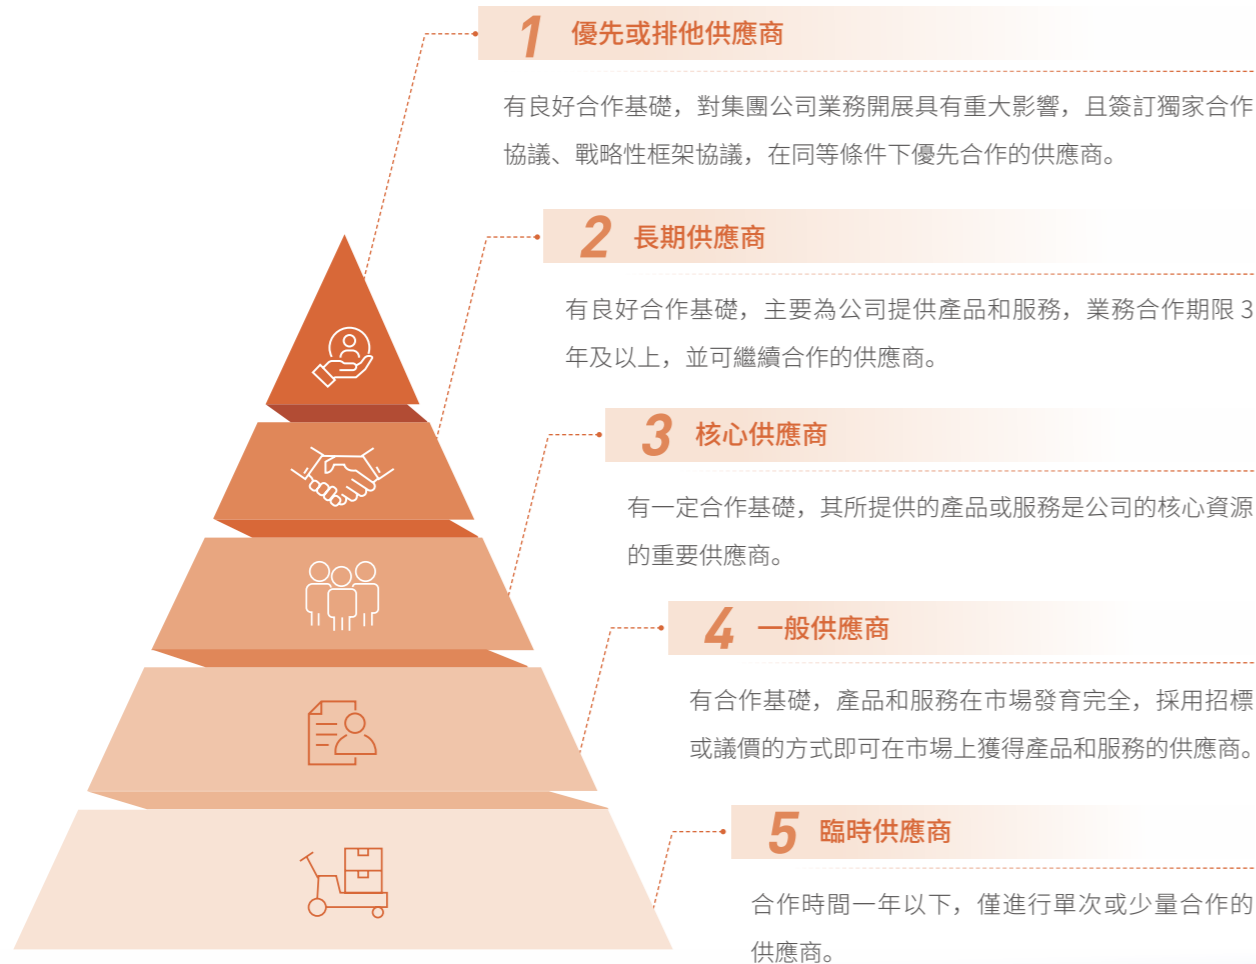 1 優先或排他供應商
有良好合作基礎，對集團公司業務開展具有重大影響，且簽訂獨家合作
協議、戰略性框架協議，在同等條件下優先合作的供應商。
2 長期供應商
有良好合作基礎，主要為公司提供產品和服務，業務合作期限 3
年及以上，並可繼續合作的供應商。
3 核心供應商
有一定合作基礎，其所提供的產品或服務是公司的核心資源
的重要供應商。
4 一般供應商
有合作基礎，產品和服務在市場發育完全，採用招標
或議價的方式即可在市場上獲得產品和服務的供應商。
5 臨時供應商
合作時間一年以下，僅進行單次或少量合作的
供應商。